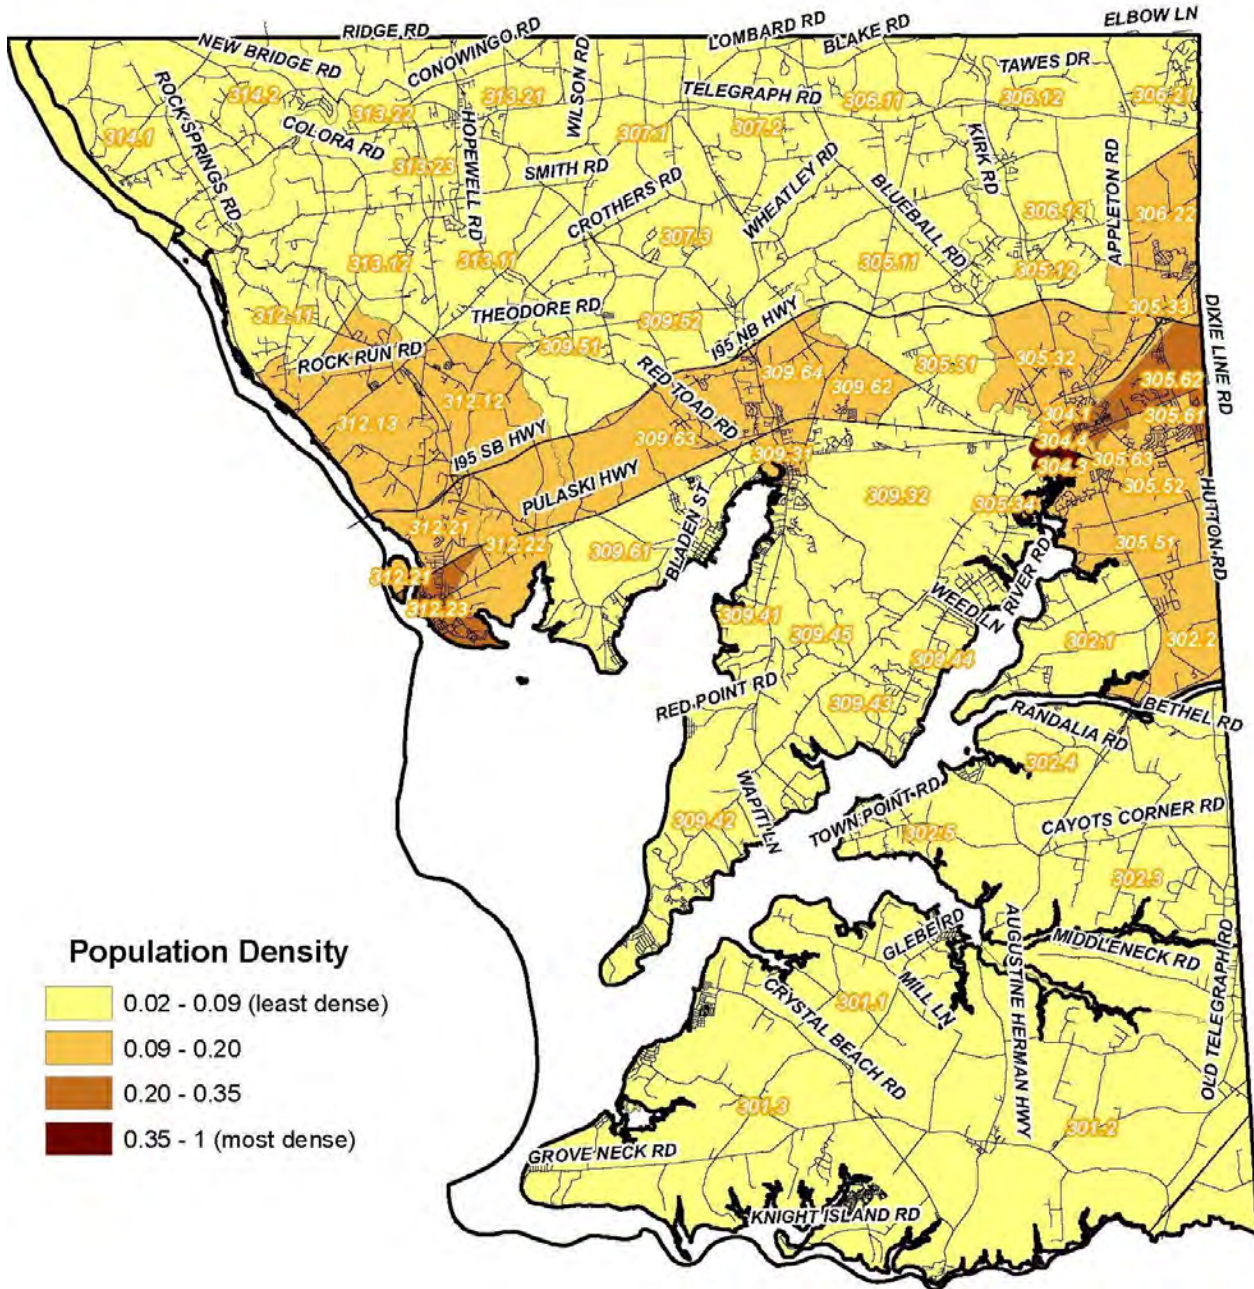 ELBOW LN
RIDGE RD
LOMBARD RD
BLAKE RD
NEW BRIDGE RD
CONOWINGO RD
WILSON RD
TAWES DR
314.2
313.22
313.21
TELEGRAPH RD
306.11
306.12
306.21
ROCK SPRINGS RD
314.1
COLORA RD
HOPEWELL RD
307.1
307.2
KIRK RD
313.23
SMITH RD
CROTHERS RD
WHEATLEY RD
BLUEBALL RD
APPLETON RD
306.13
306.22
307.3
313.12
313.11
305.11
305.12
312.11
THEODORE RD
309.52
I95 NB HWY
305.33
DIXIE LINE RD
ROCK RUN RD
309.51
RED TOAD RD
309.64
309.62
305.31
305.32
305.62
312.12
312.13
304.1
305.61
I95 SB HWY
309.63
309.31
304.4
304.3
305.63
305.52
PULASKI HWY
309.32
305.34
HUTTON RD
312.21
312.22
309.61
BLADEN ST
305.51
312.21
312.23
309.41
309.45
WEED LN
RIVER RD
302.1
302.2
309.44
RED POINT RD
309.43
RANDALIA RD
BETHEL RD
302.4
WAPITI LN
309.42
TOWN POINT RD
302.5
CAYOTS CORNER RD
302.3
GLEBE RD
AUGUSTINE HERMAN HWY
MIDDLENECK RD
OLD TELEGRAPH RD
Population Density
0.02 - 0.09 (least dense)
0.09 - 0.20
0.20 - 0.35
0.35 - 1 (most dense)
301.1
MILL LN
CRYSTAL BEACH RD
301.3
301.2
GROVE NECK RD
KNIGHT ISLAND RD